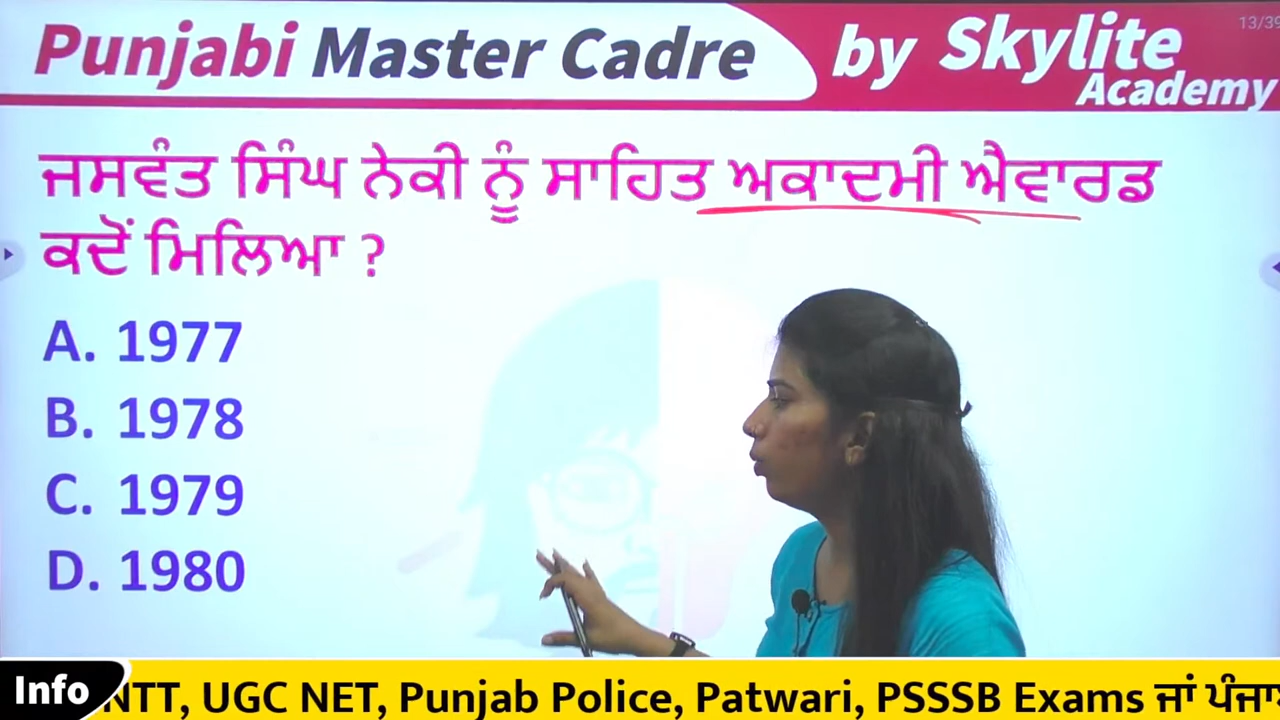 Punjabi Master Cadre by Skylite
Academy
13/39
ਜਸਵੰਤ ਸਿੰਘ ਨੇਕੀ ਨੂੰ ਸਾਹਿਤ ਅਕਾਦਮੀ ਐਵਾਰਡ
ਕਦੋਂ ਮਿਲਿਆ ?
A. 1977
B. 1978
C. 1979
D. 1980
Info NTT, UGC NET, Punjab Police, Patwari, PSSSB Exams ਜਾਂ